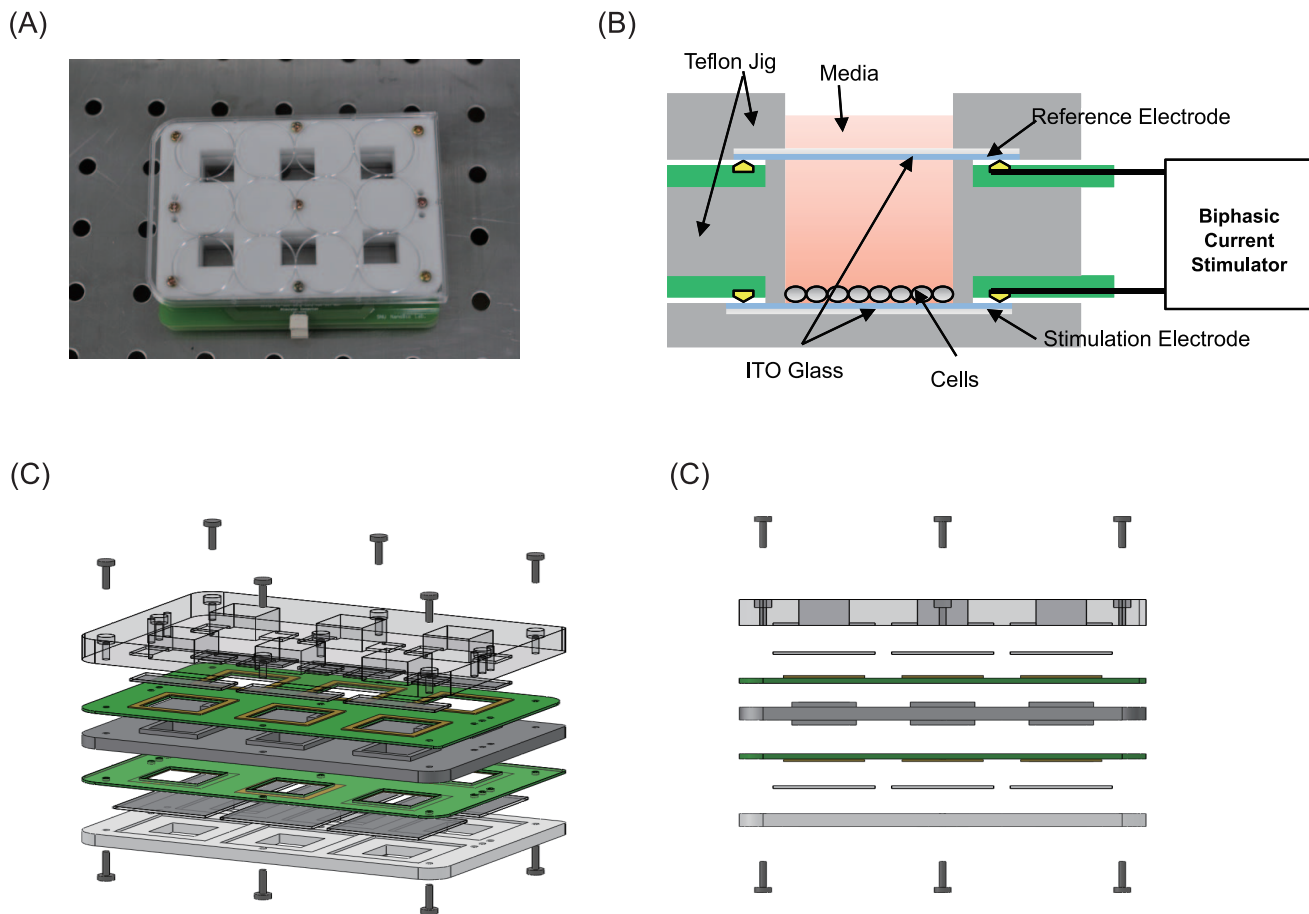 (A)
(B)
Teflon Jig
Media
Reference Electrode
Biphasic
Current
Stimulator
Stimulation Electrode
ITO Glass
Cells
(C)
(C)